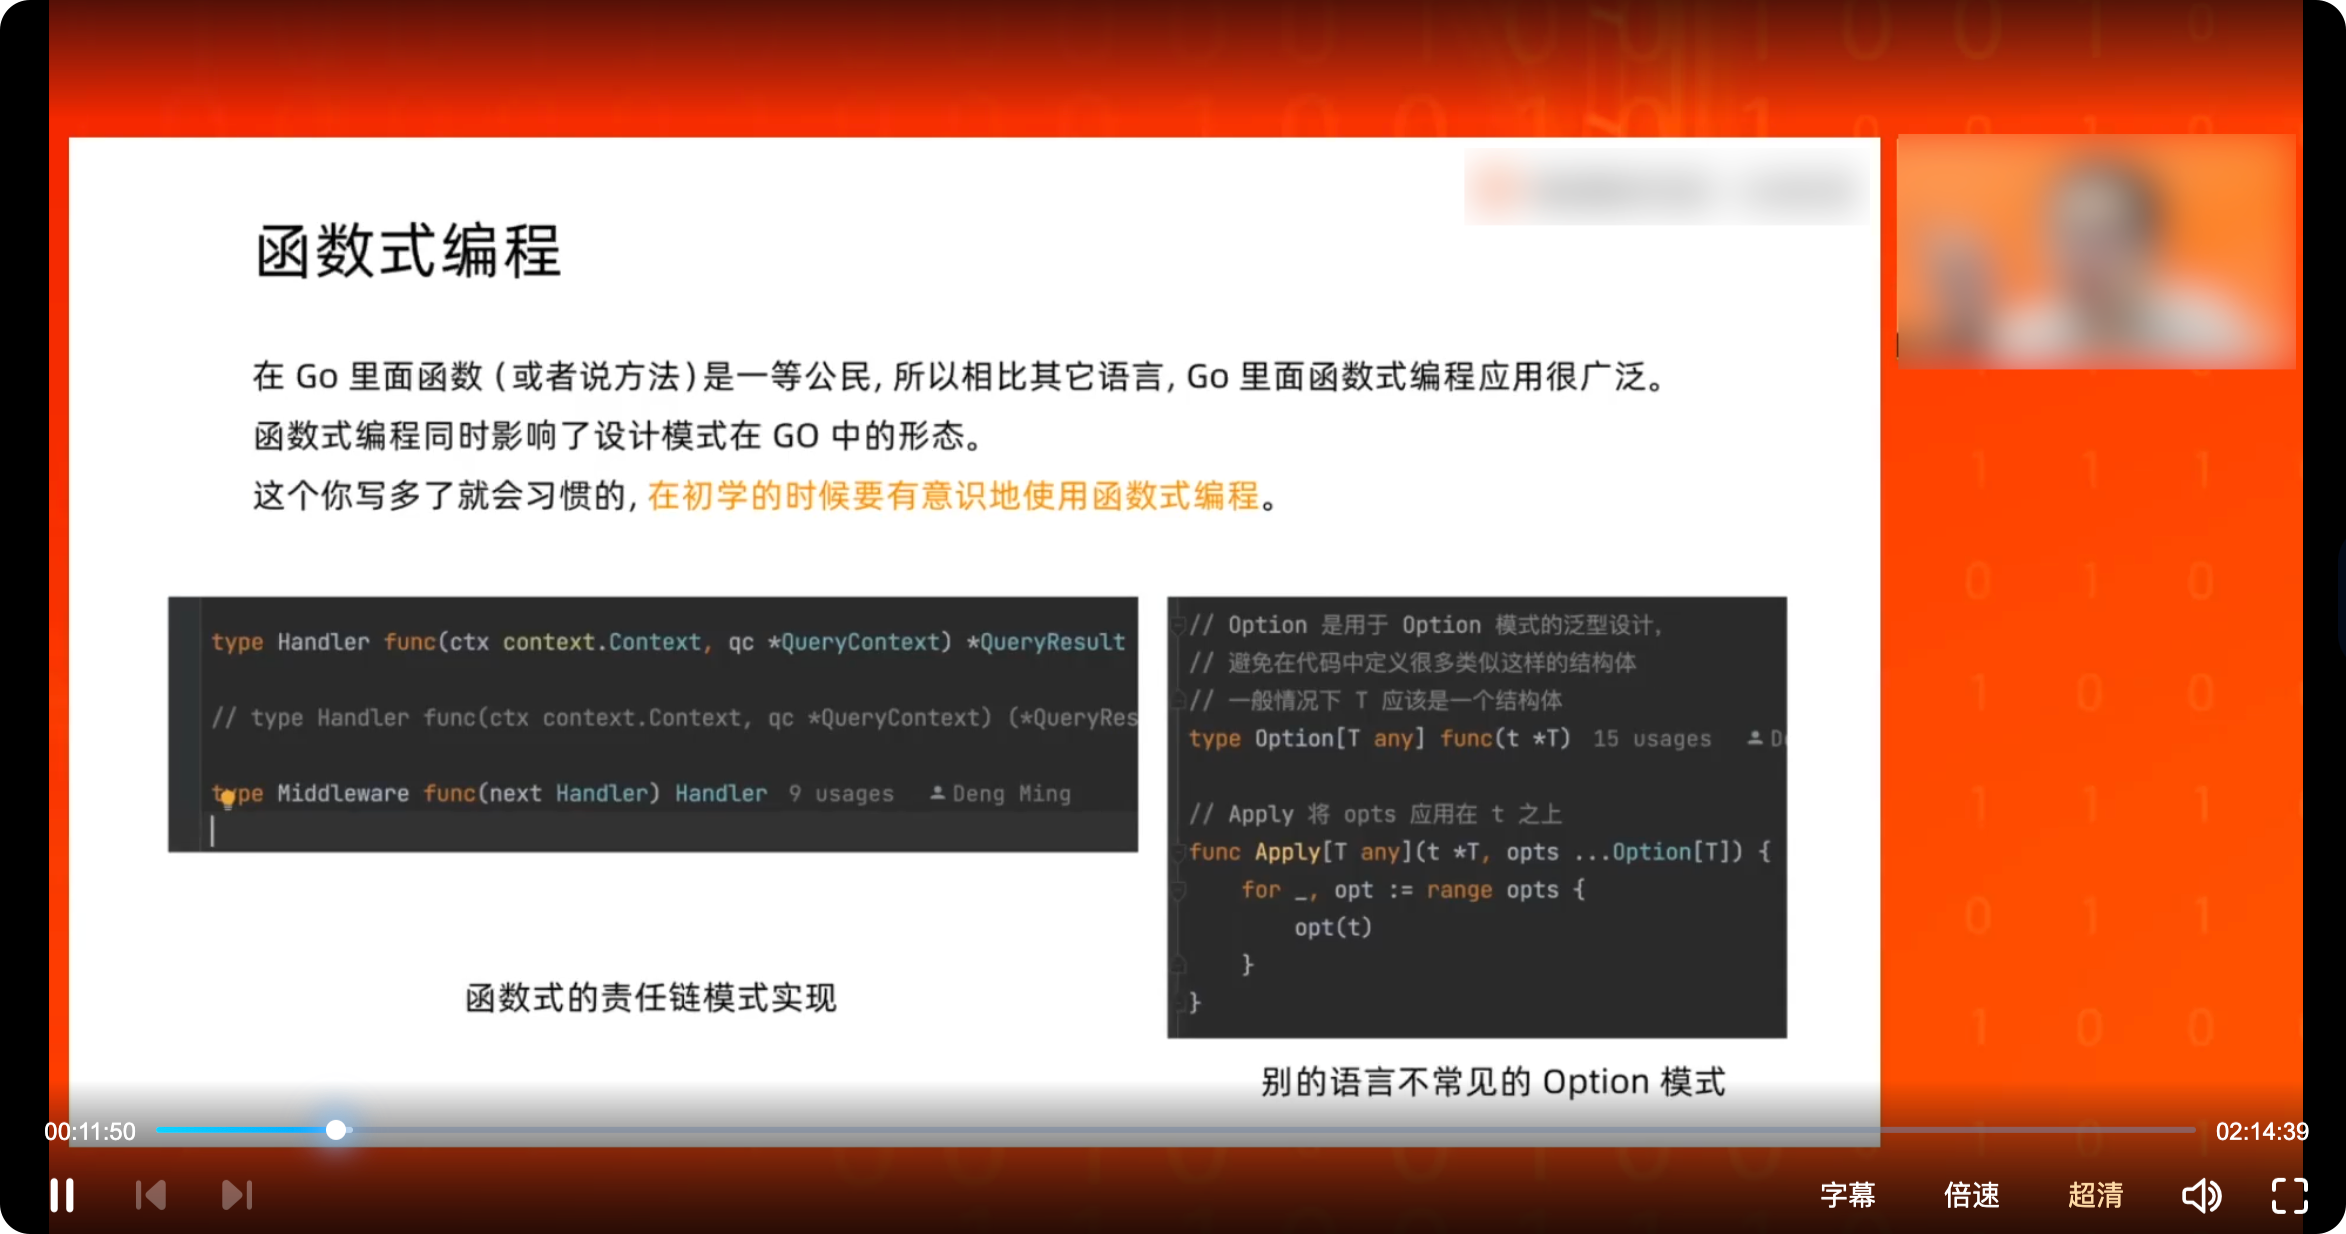 函数式编程
在 Go 里面函数(或者说方法)是一等公民,所以相比其它语言,Go 里面函数式编程应用很广泛。
函数式编程同时影响了设计模式在 GO 中的形态。
这个你写多了就会习惯的,在初学的时候要有意识地使用函数式编程。
type Handler func(ctx context.Context, qc *QueryContext) *QueryResult
// type Handler func(ctx context.Context, qc *QueryContext) (*QueryRes
type Middleware func(next Handler) Handler 9 usages Deng Ming
函数式的责任链模式实现
// Option 是用于 Option 模式的泛型设计,
// 避免在代码中定义很多类似这样的结构体
// 一般情况下 T 应该是一个结构体
type Option[T any] func(t *T) 15 usages
// Apply 将 opts 应用在 t 之上
func Apply[T any](t *T, opts ...Option[T]) {
for _, opt := range opts {
opt(t)
}
}
别的语言不常见的 Option 模式
00:11:50
02:14:39
字幕 倍速 超清